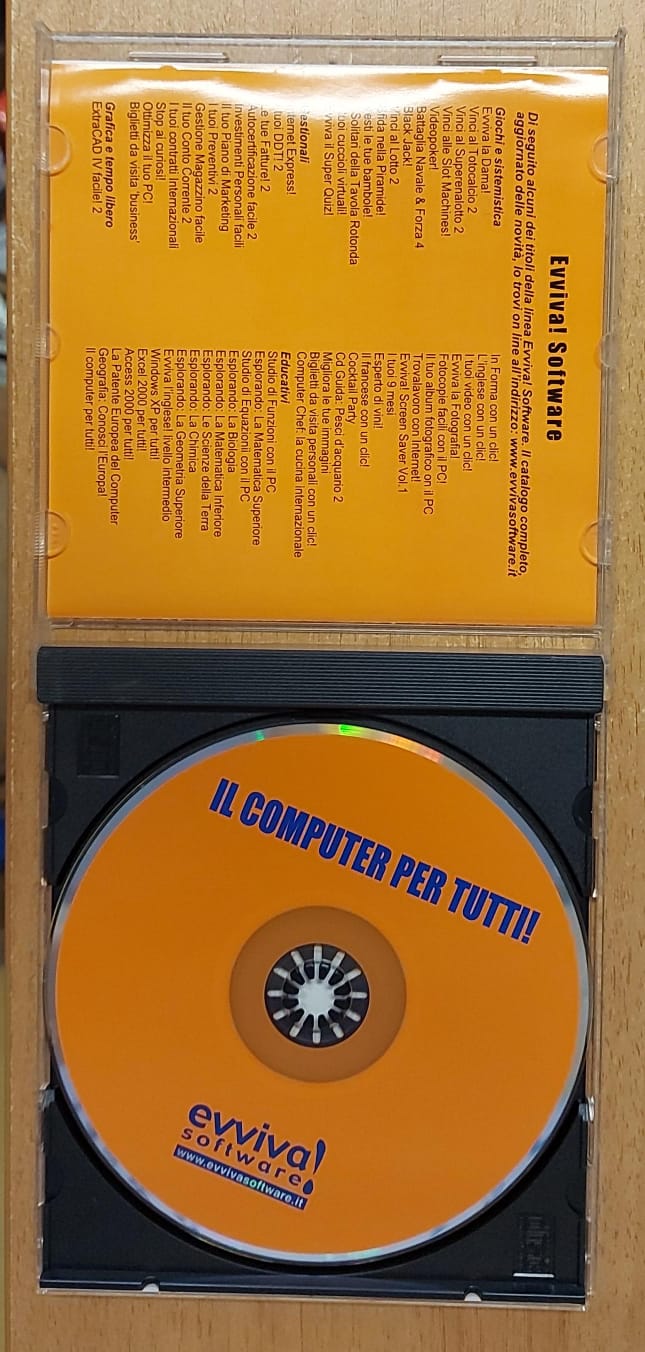 Evviva! Software
Di seguito alcuni dei titoli della linea Evviva! Software. Il catalogo completo,
aggiornato delle novità, lo trovi on line all'indirizzo: www.evvivasoftware.it
Giochi e sistemistica
Evviva la Dama!
Vinci al Totocalcio 2
Vinci al Superenalotto 2
Vinci alle Slot Machines!
Videopoker!
Battaglia Navale & Forza 4
Black Jack!
Vinci al Lotto 2
nella Piramide!
le tue bambole!
Solitari della Tavola Rotonda
tuoi cuccioli virtuali!
il Super Quiz!
Express!
tuoi DDT! 2
Le tue Fatture! 2
Autocertificazione facile 2
Investimenti Personali facili
Il tuo Piano di Marketing
I tuoi Preventivi 2
Gestione Magazzino facile
Il tuo Conto Corrente 2
I tuoi contratti Internazionali
Stop ai curiosi!
Ottimizza il tuo PC!
Biglietti da visita 'business'
Grafica e tempo libero
ExtraCAD IV facile! 2
In Forma con un clic!
L'inglese con un clic!
I tuoi video con un clic!
Evviva la Fotografia!
Fotocopie facili con il PC!
Il tuo album fotografico on il PC
Trovalavoro con Internet!
Evviva! Screen Saver Vol.1
I tuoi 9 mesi
Esperto di vini!
Il francese con un clic!
Cocktail Party
Cd Guida: Pesci d'acquario 2
Migliora le tue immagini
Biglietti da visita personali con un clic!
Computer Chef: la cucina internazionale
Educativi
Studio di Funzioni con il PC
Esplorando: La Matematica Superiore
Studio di Equazioni con il PC
Esplorando: La Biologia
Esplorando: La Matematica Inferiore
Esplorando: Le Scienze della Terra
Esplorando: La Chimica
Esplorando: La Geometria Superiore
Evviva l'inglese! livello intermedio
Windows XP per tutti!
Excel 2000 per tutti!
Access 2000 per tutti!
La Patente Europea del Computer
Geografia: Conosci l'Europa!
Il computer per tutti!
IL COMPUTER PER TUTTI!
evviva!
software
www.evvivasoftware.it